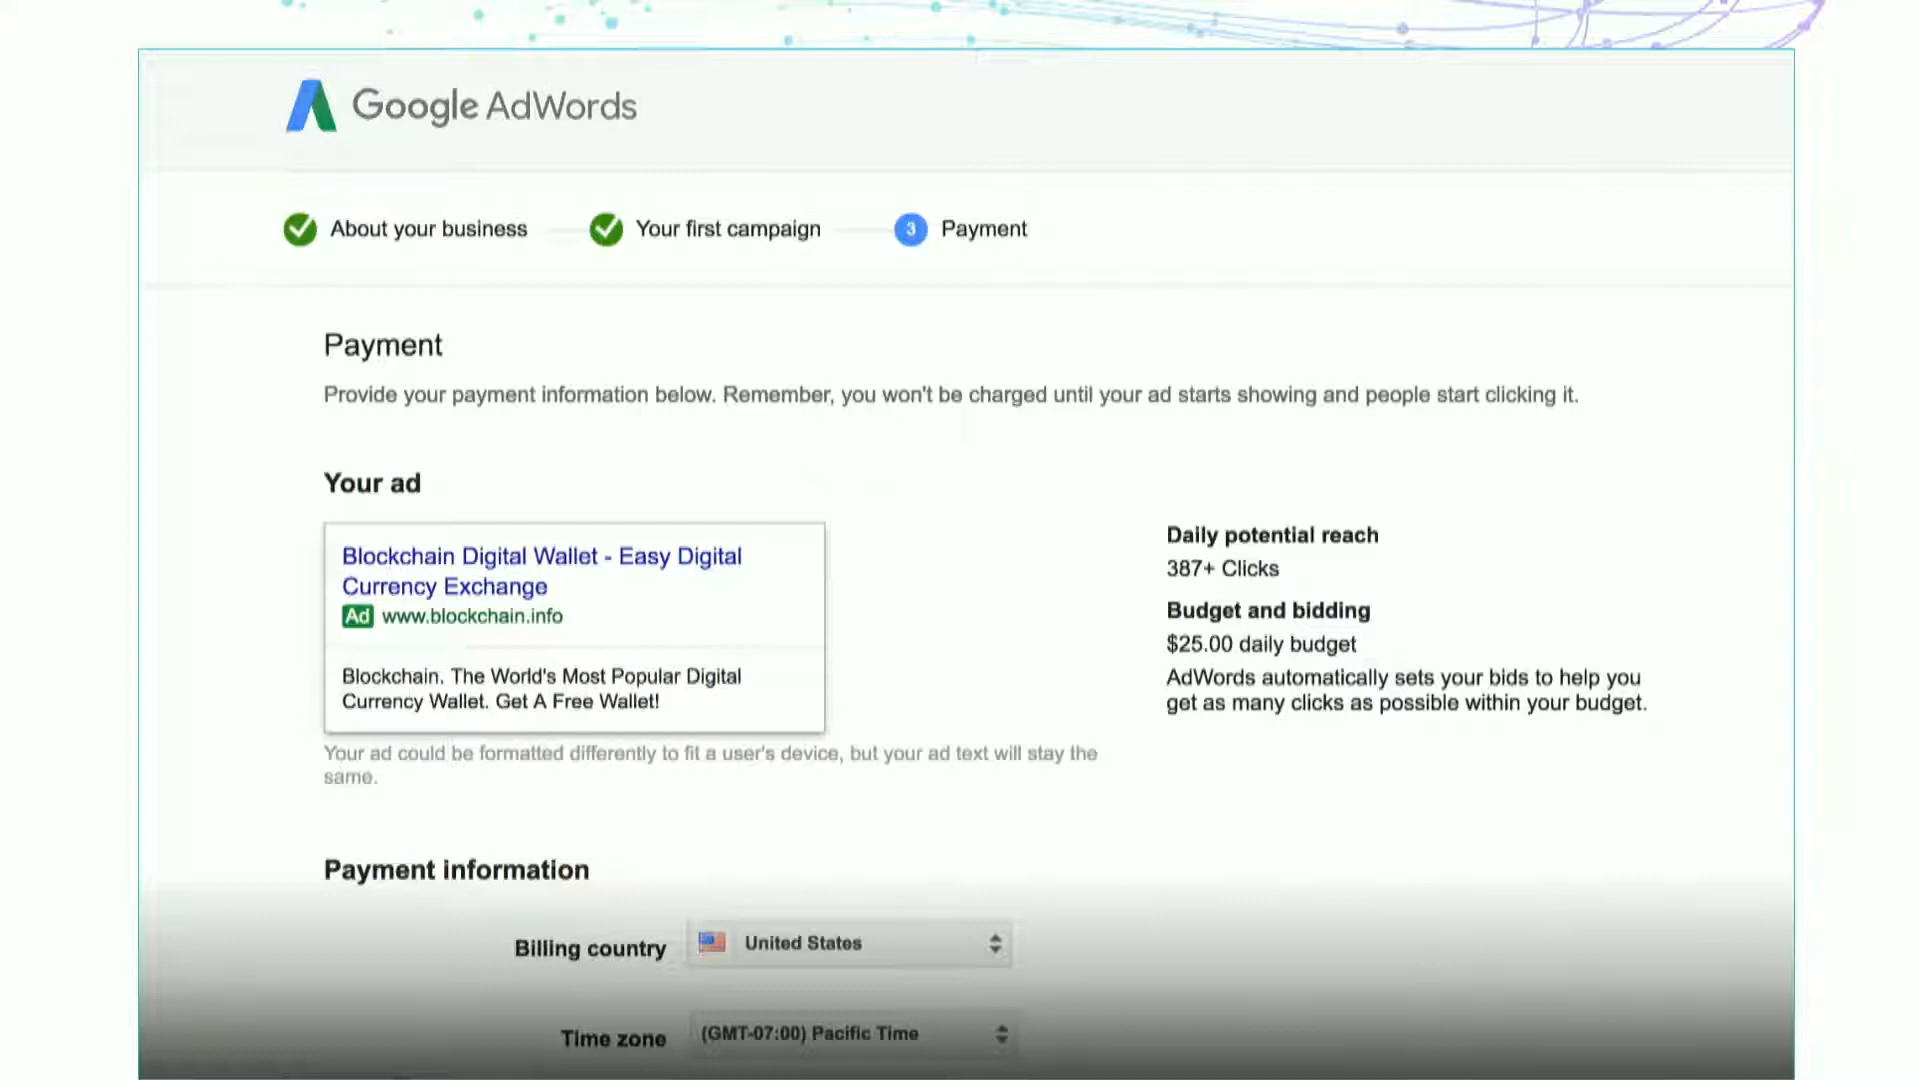 Google AdWords
About your business
Your first campaign
3
Payment
Payment
Provide your payment information below. Remember, you won't be charged until your ad starts showing and people start clicking it.
Your ad
Blockchain Digital Wallet - Easy Digital
Currency Exchange
Ad www.blockchain.info
Blockchain. The World's Most Popular Digital
Currency Wallet. Get A Free Wallet!
Your ad could be formatted differently to fit a user's device, but your ad text will stay the
same.
Daily potential reach
387+ Clicks
Budget and bidding
$25.00 daily budget
AdWords automatically sets your bids to help you
get as many clicks as possible within your budget.
Payment information
Billing country
United States
Time zone
(GMT-07:00) Pacific Time